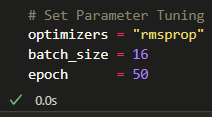 # Set Parameter Tuning
optimizers = "rmsprop"
batch_size = 16
epoch      = 50
0.0s